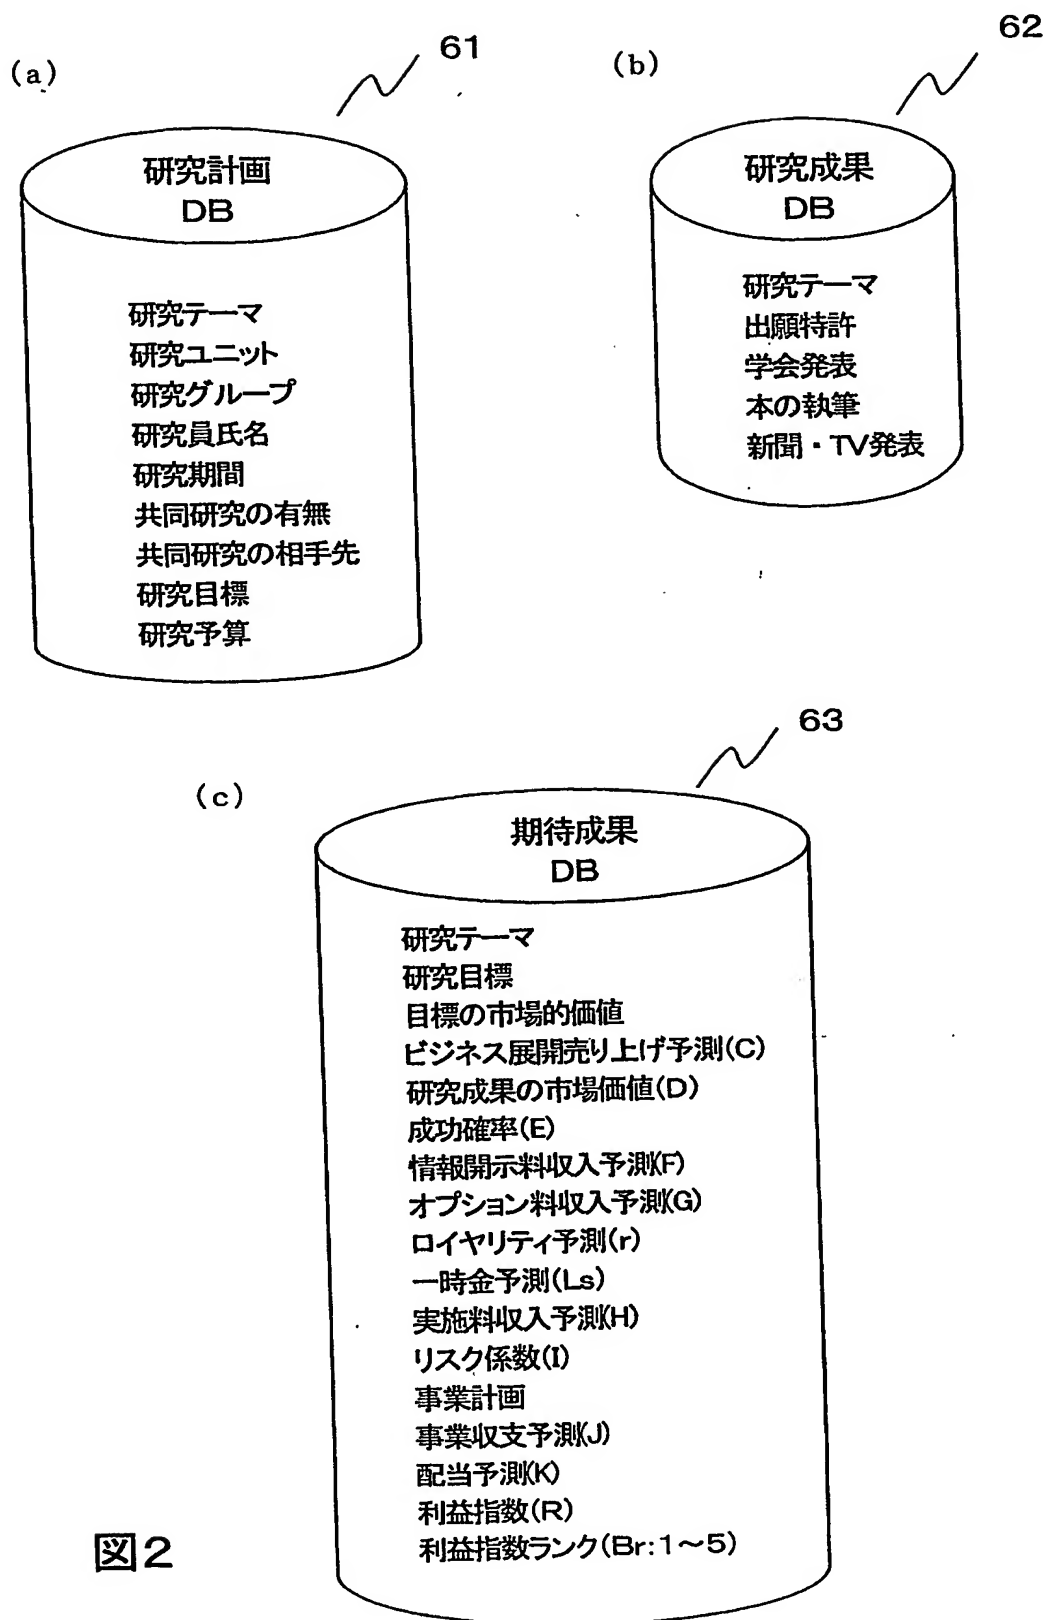 (a)
61
研究計画
DB
研究テーマ
研究ユニット
研究グループ
研究員氏名
研究期間
共同研究の有無
共同研究の相手先
研究目標
研究予算
(b)
62
研究成果
DB
研究テーマ
出願特許
学会発表
本の執筆
新聞・TV発表
(c)
63
期待成果
DB
研究テーマ
研究目標
目標の市場的価値
ビジネス展開売り上げ予測(C)
研究成果の市場価値(D)
成功確率(E)
情報開示料収入予測(F)
オプション料収入予測(G)
ロイヤリティ予測(r)
一時金予測(Ls)
実施料収入予測(H)
リスク係数(I)
事業計画
事業収支予測(J)
配当予測(K)
利益指数(R)
利益指数ランク(Br:1～5)
図2